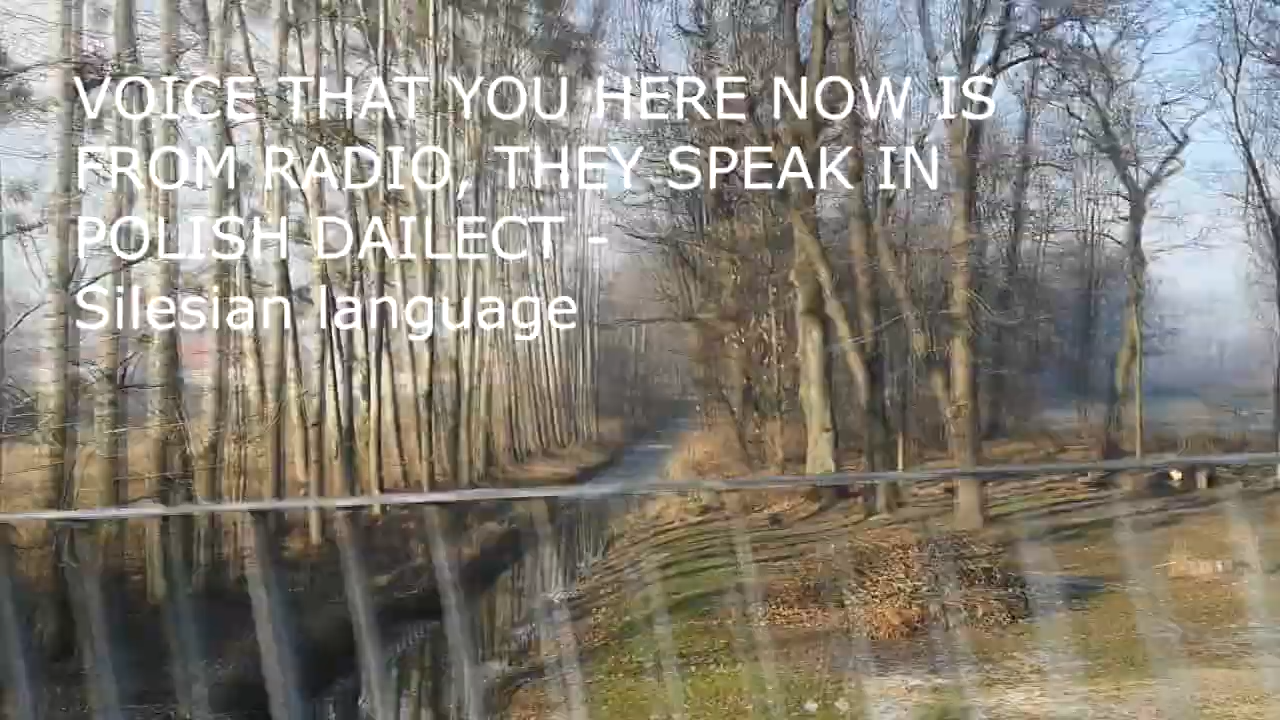 VOICE THAT YOU HERE NOW IS
FROM RADIO, THEY SPEAK IN
POLISH DAILECT -
Silesian language